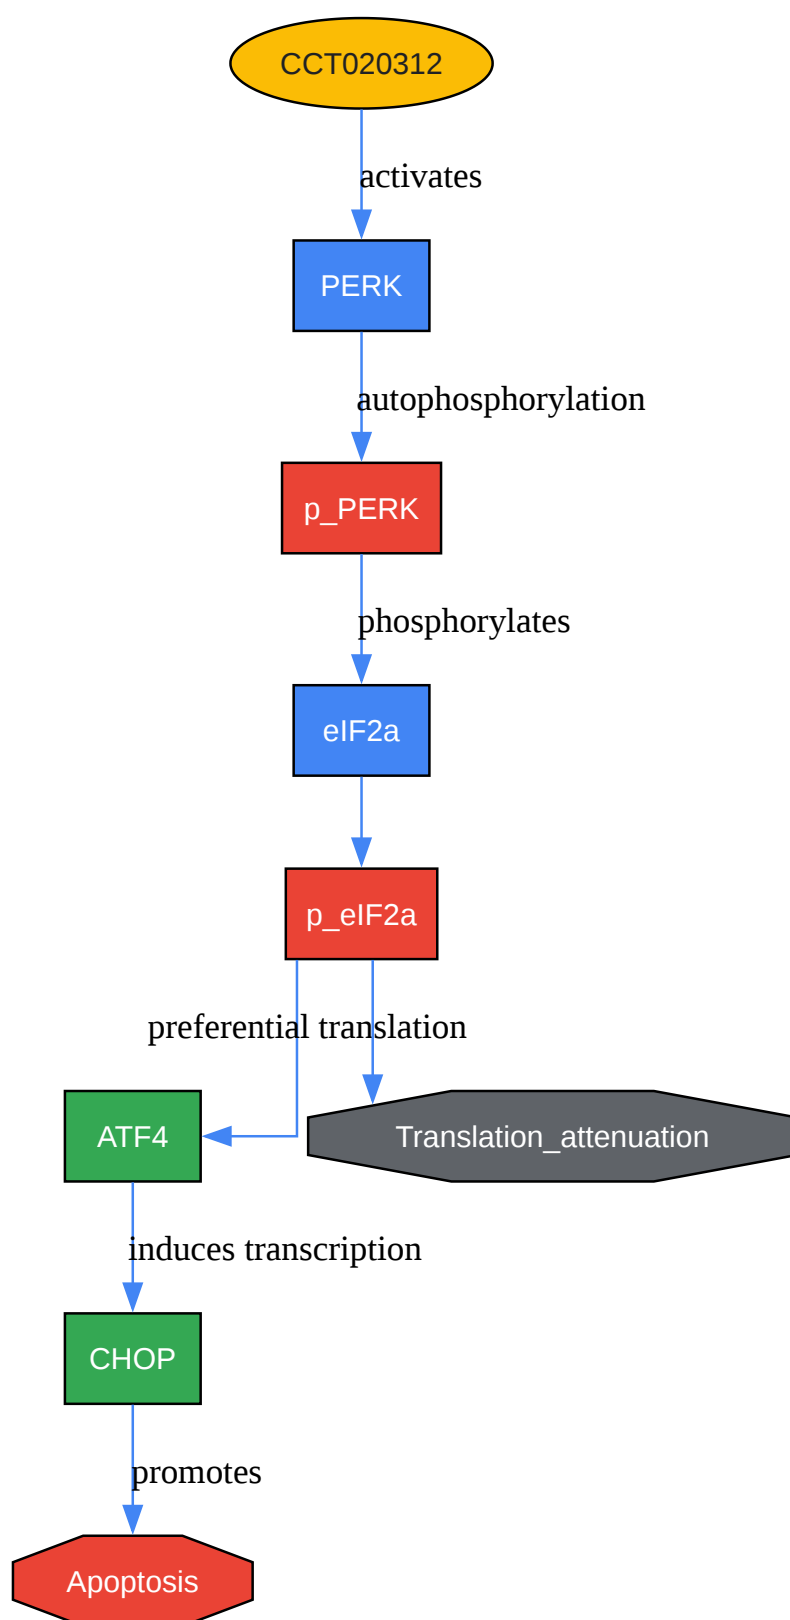 CCT020312
activates
PERK
autophosphorylation
p_PERK
phosphorylates
eIF2a
p_eIF2a
preferential translation
ATF4
Translation_attenuation
induces transcription
CHOP
promotes
Apoptosis